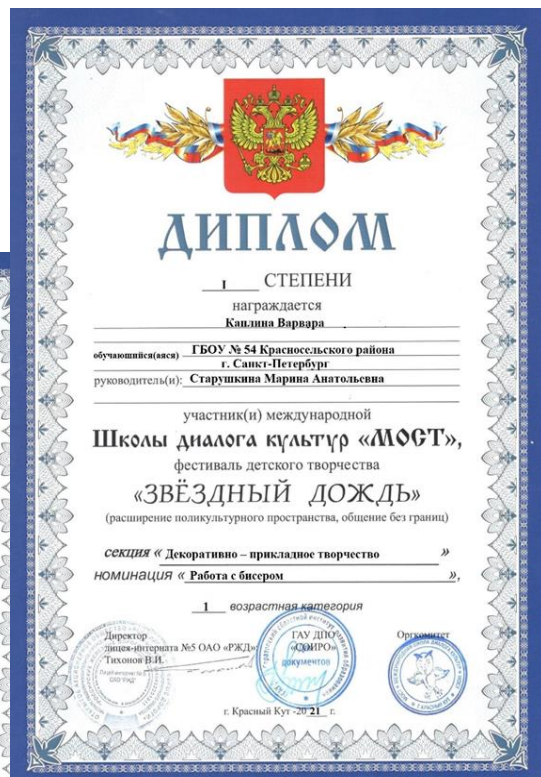 ДИПЛОМ
I СТЕПЕНИ
награждается
Каплина Варвара
обучающийся(аяся) ГБОУ № 54 Красносельского района
г. Санкт-Петербург
руководитель(и): Старушкина Марина Анатольевна
участник(и) международной
Школы диалога культур «МОСТ»,
фестиваль детского творчества
«ЗВЁЗДНЫЙ ДОЖДЬ»
(расширение поликультурного пространства, общение без границ)
секция « Декоративно – прикладное творчество »
номинация « Работа с бисером »,
1 возрастная категория
Директор
лицея-интерната №5 ОАО «РЖД»
Тихонов В.И.
ГАУ ДПО
«СОИРО»
документов
Оргкомитет
г. Красный Кут -20 21 г.